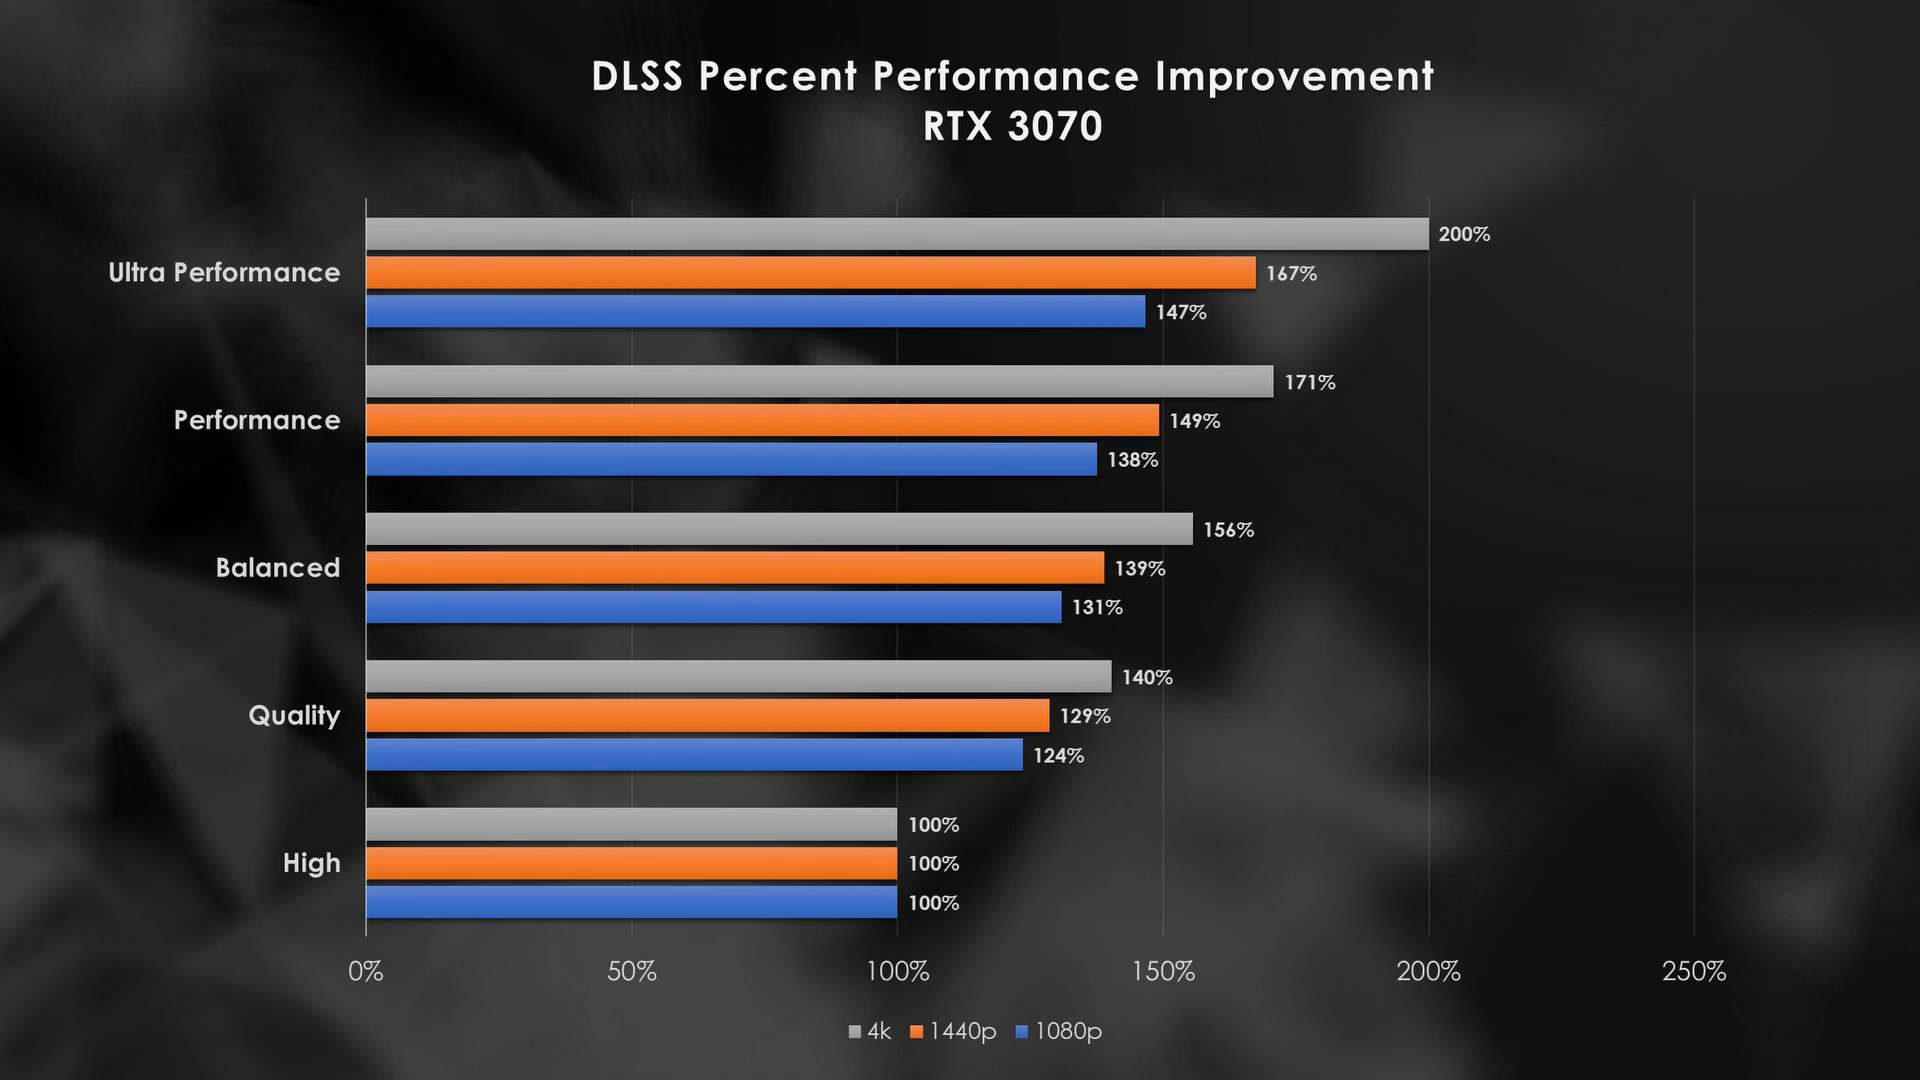 DLSS Percent Performance Improvement
RTX 3070
Ultra Performance
200%
167%
147%
Performance
171%
149%
138%
Balanced
156%
139%
131%
Quality
140%
129%
124%
High
100%
100%
100%
0% 50% 100% 150% 200% 250%
4k 1440p 1080p